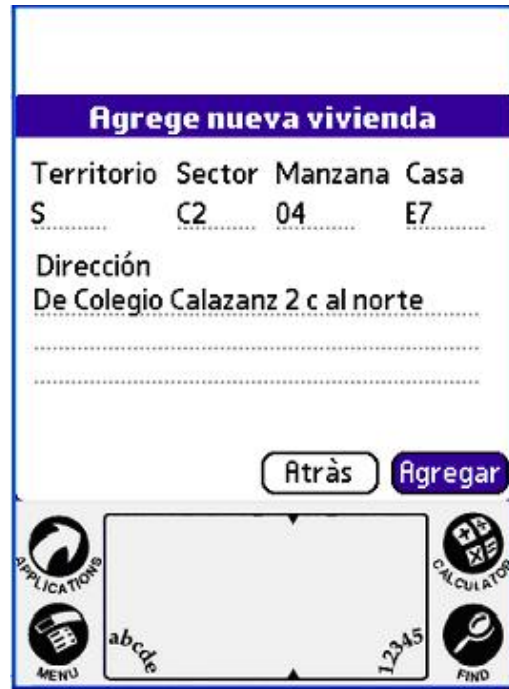 Agrege nueva vivienda
Territorio Sector Manzana Casa
S C2 04 E7
Dirección
De Colegio Calazanz 2 c al norte
Atràs Agregar
APPLICATIONS CALCULATOR
abcde 12345
MENU FIND